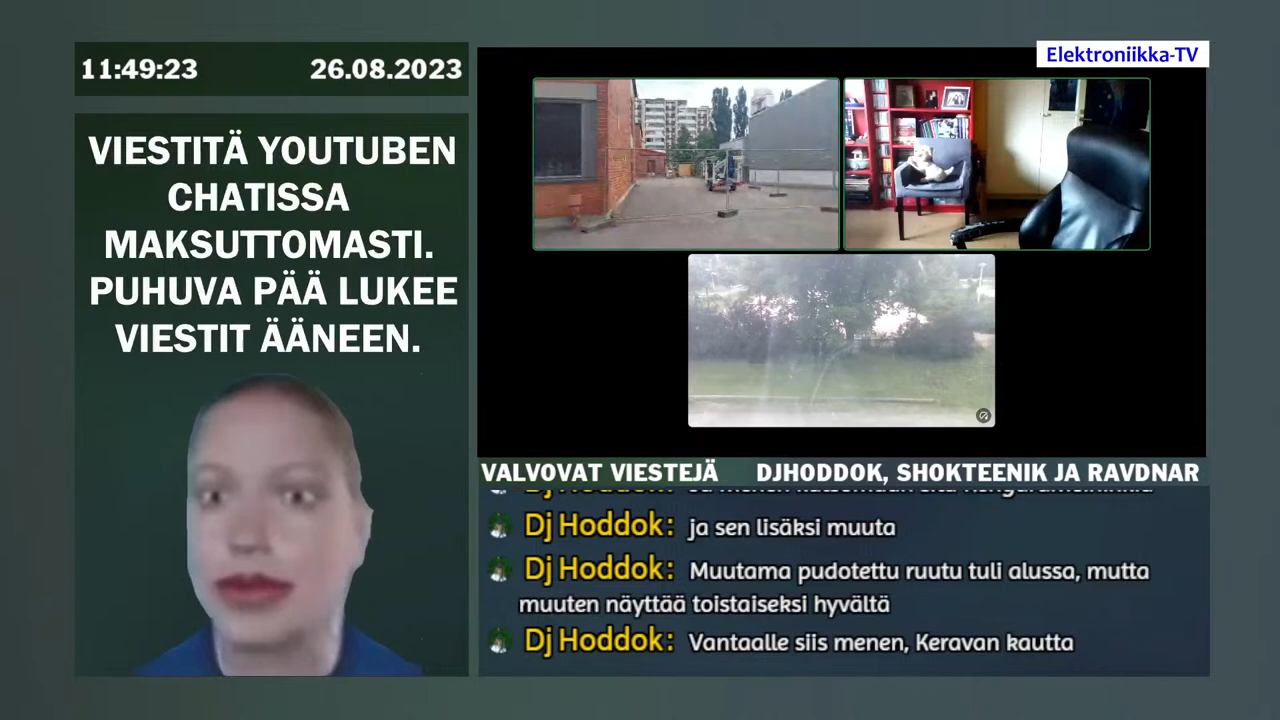 11:49:23 26.08.2023
VIESTITÄ YOUTUBEN
CHATISSA
MAKSUTTOMASTI.
PUHUVA PÄÄ LUKEE
VIESTIT ÄÄNEEN.
Elektroniikka-TV
VALVOVAT VIESTEJÄ DJHODDOK, SHOKTEENIK JA RAVDNAR
Dj Hoddok:
Dj Hoddok: ja sen lisäksi muuta
Dj Hoddok: Muutama pudotettu ruutu tuli alussa, mutta
muuten näyttää toistaiseksi hyvältä
Dj Hoddok: Vantaalle siis menen, Keravan kautta